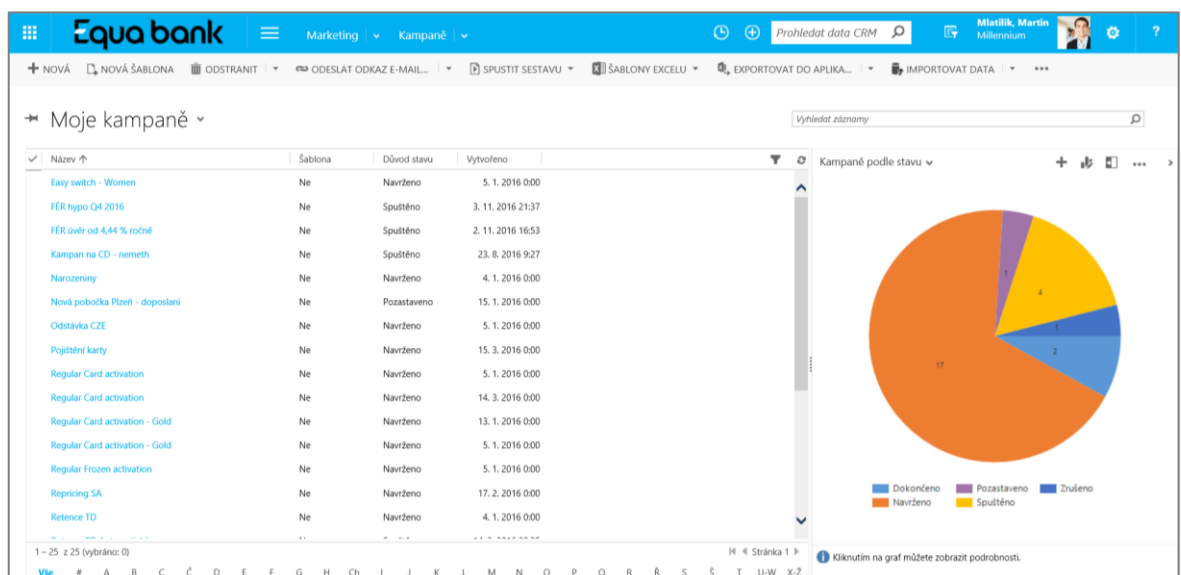 Equa bank Marketing Kampaně Prohledat data CRM Mlatilik, Martin ?
Millennium
NOVÁ NOVÁ ŠABLONA ODSTRANIT ODESLAT ODKAZ E-MAIL... SPUSTIT SESTAVU ŠABLONY EXCELU EXPORTOVAT DO APLIKA... IMPORTOVAT DATA ...
Moje kampaně Vyhledat záznamy
Název Šablona Důvod stavu Vytvořeno
Easy switch - Women Ne Navrženo 5. 1. 2016 0:00
FÉR hypo Q4 2016 Ne Spuštěno 3. 11. 2016 21:37
FÉR úvěr od 4,44 % ročně Ne Spuštěno 2. 11. 2016 16:53
Kampan na CD - nemeth Ne Spuštěno 23. 8. 2016 9:27
Narozeniny Ne Navrženo 4. 1. 2016 0:00
Nová pobočka Plzeň - doposlani Ne Pozastaveno 15. 1. 2016 0:00
Odstávka CZE Ne Navrženo 5. 1. 2016 0:00
Pojištění karty Ne Navrženo 15. 3. 2016 0:00
Regular Card activation Ne Navrženo 5. 1. 2016 0:00
Regular Card activation Ne Navrženo 14. 3. 2016 0:00
Regular Card activation - Gold Ne Navrženo 13. 1. 2016 0:00
Regular Card activation - Gold Ne Navrženo 5. 1. 2016 0:00
Regular Frozen activation Ne Navrženo 5. 1. 2016 0:00
Repricing SA Ne Navrženo 17. 2. 2016 0:00
Retence TD Ne Navrženo 4. 1. 2016 0:00
1 – 25 z 25 (vybráno: 0) Stránka 1
Vše # A B C Č D E F G H Ch I J K L M N O P Q R Ř S Š T U-W X-Ž
Kampaně podle stavu ...
1
4
1
2
17
Dokončeno Pozastaveno Zrušeno
Navrženo Spuštěno
Kliknutím na graf můžete zobrazit podrobnosti.